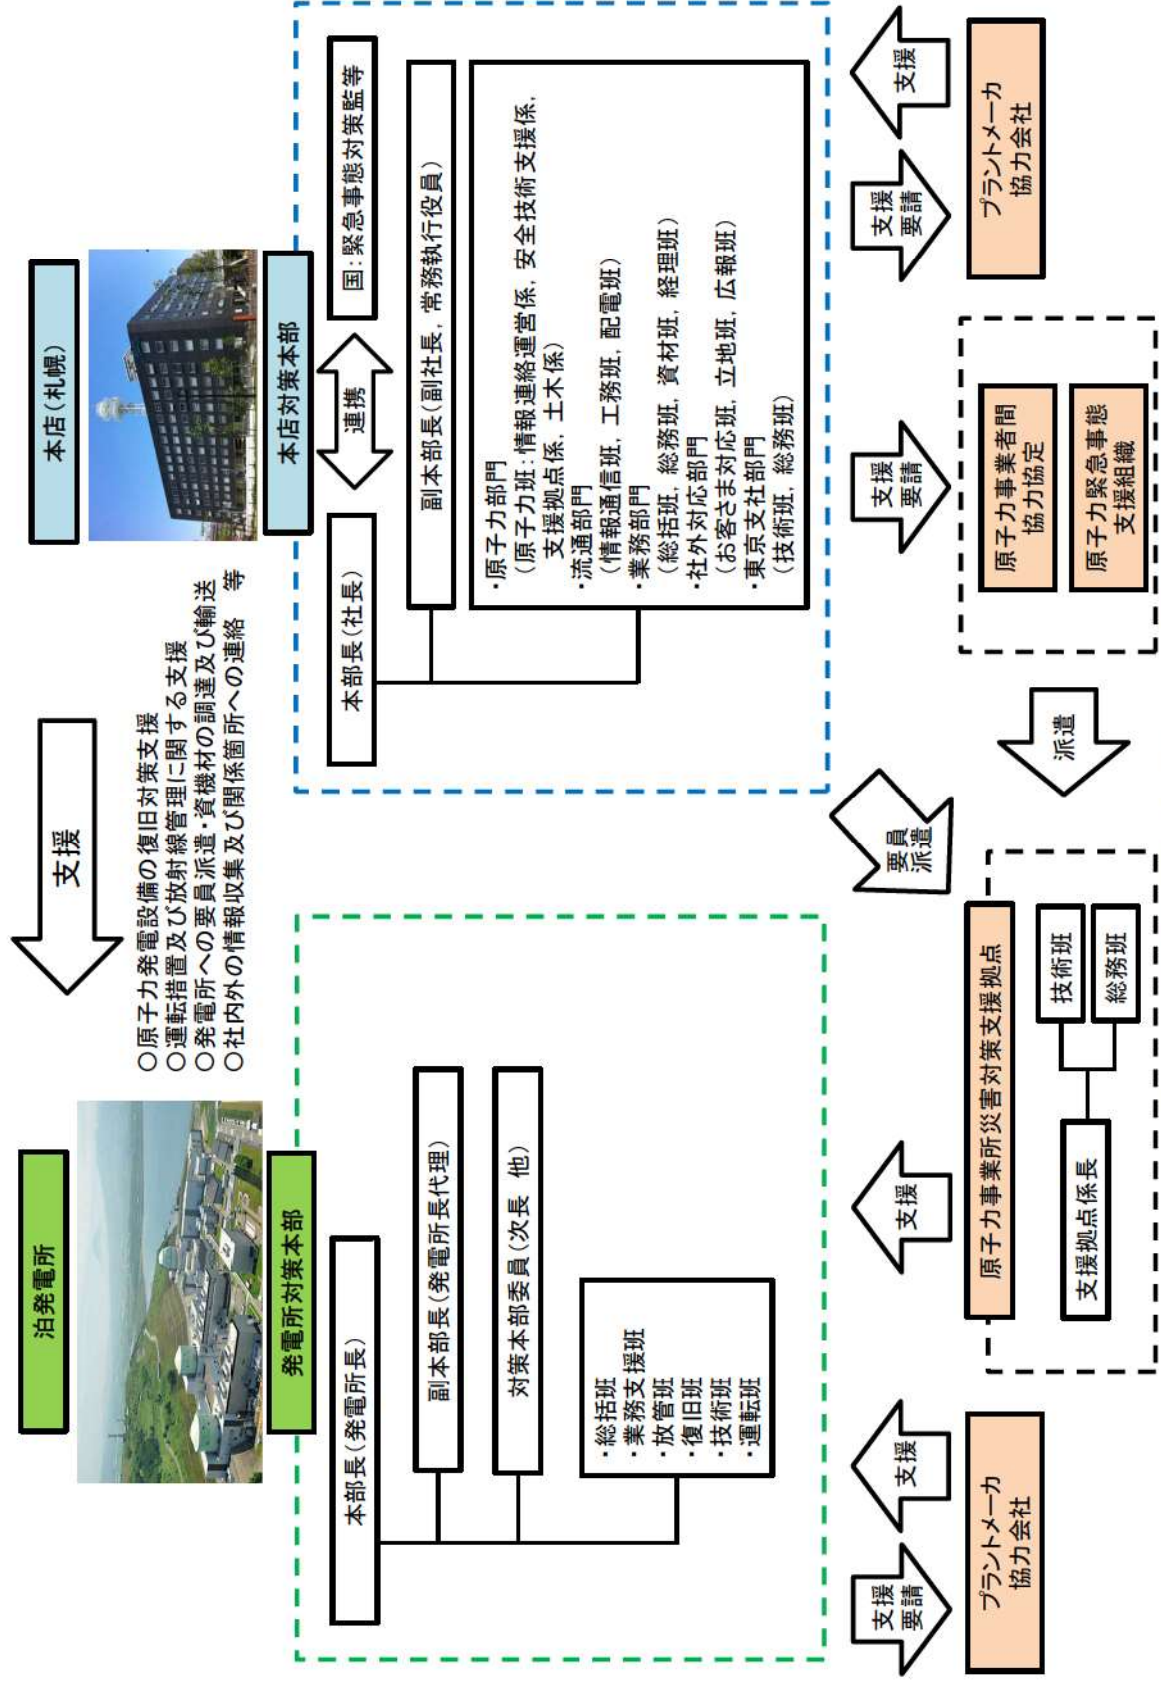 泊発電所
発電所対策本部
本部長(発電所長)
副本部長(発電所長代理)
対策本部委員(次長 他)
・総括班
・業務支援班
・放管班
・復旧班
・技術班
・運転班
支援
○原子力発電設備の復旧対策支援
○運転措置及び放射線管理に関する支援
○発電所への要員派遣・資機材の調達及び輸送
○社内外の情報収集及び関係箇所への連絡 等
本店(札幌)
本店対策本部
本部長(社長)
連携
国:緊急事態対策監等
副本部長(副社長,常務執行役員)
・原子力部門
(原子力班:情報連絡運営係,安全技術支援係,
支援拠点係,土木係)
・流通部門
(情報通信班,工務班,配電班)
・業務部門
(総括班,総務班,資材班,経理班)
・社外対応部門
(お客さま対応班,立地班,広報班)
・東京支社部門
(技術班,総務班)
支援
要請
支援
プラントメーカ
協力会社
支援
原子力事業所災害対策支援拠点
支援拠点係長
技術班
総務班
要員
派遣
派遣
支援
要請
原子力事業者間
協力協定
原子力緊急事態
支援組織
支援
要請
支援
プラントメーカ
協力会社